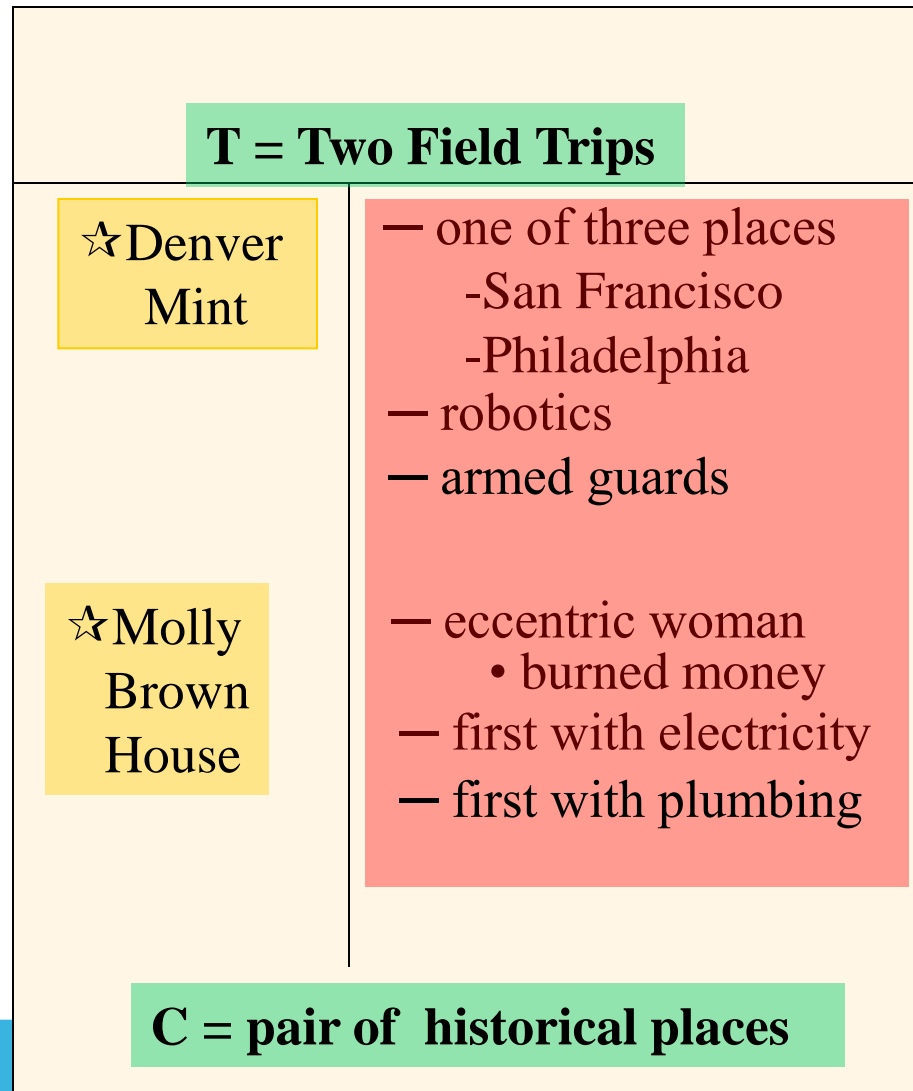 T = Two Field Trips
☆Denver
Mint
— one of three places
-San Francisco
-Philadelphia
— robotics
— armed guards
☆Molly
Brown
House
— eccentric woman
• burned money
— first with electricity
— first with plumbing
C = pair of historical places